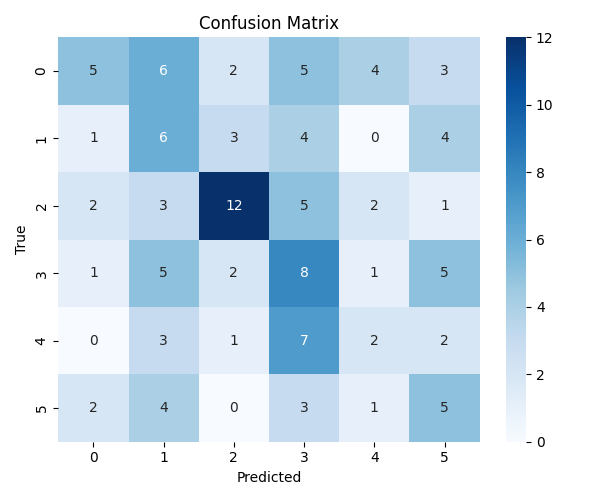 Confusion Matrix
True
0 5 6 2 5 4 3
1 1 6 3 4 0 4
2 2 3 12 5 2 1
3 1 5 2 8 1 5
4 0 3 1 7 2 2
5 2 4 0 3 1 5
0 1 2 3 4 5
Predicted
12
10
8
6
4
2
0